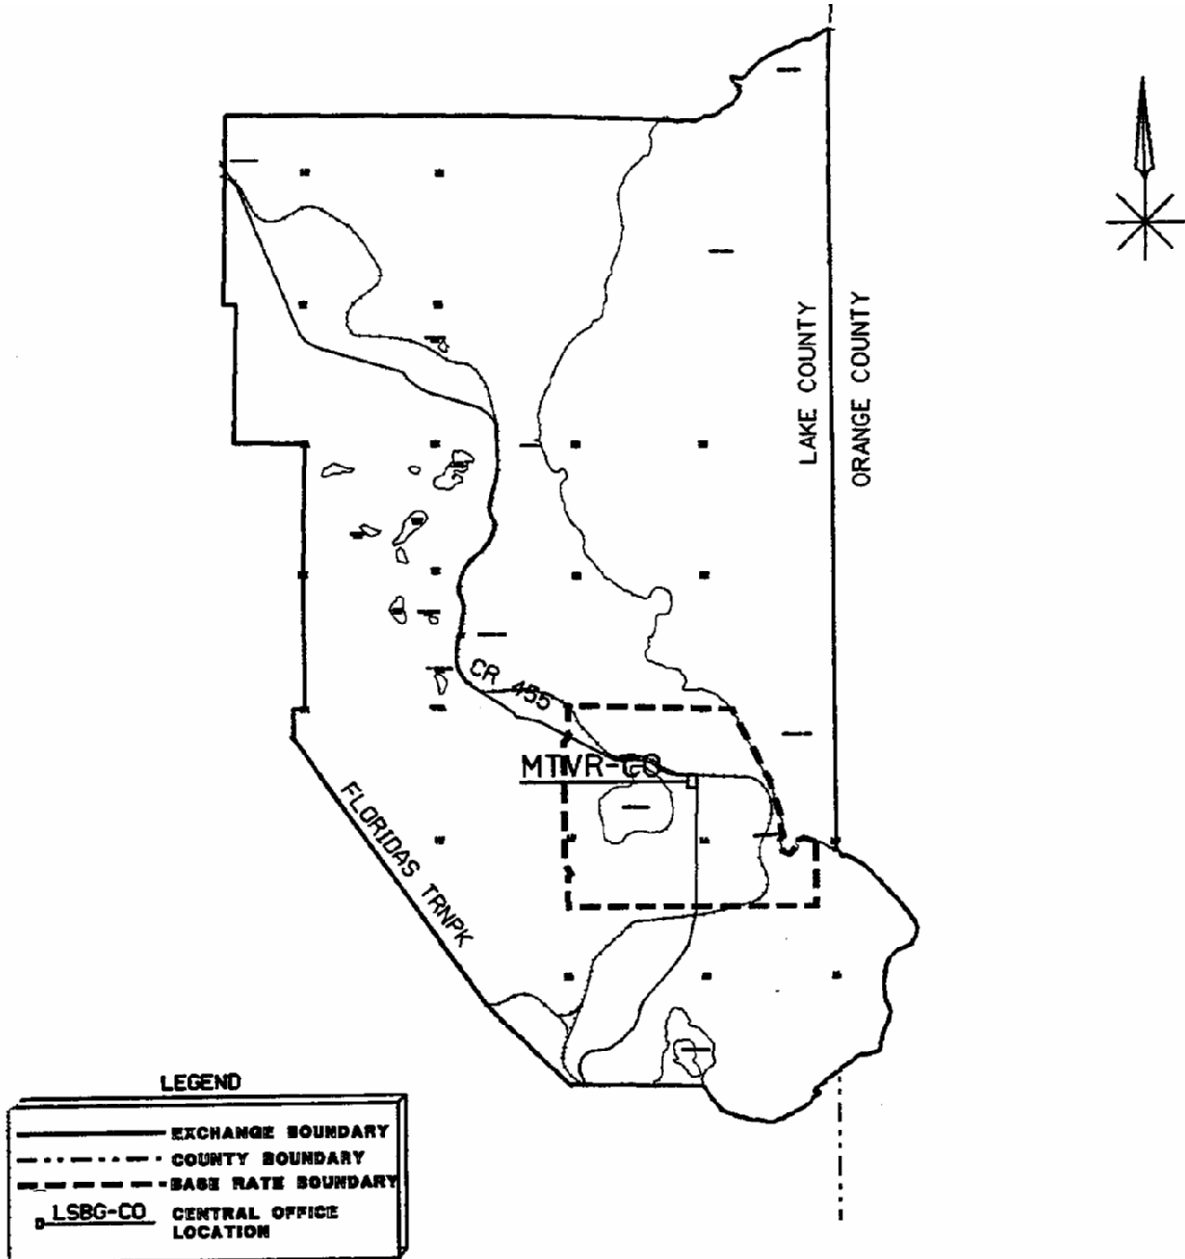 LAKE COUNTY
ORANGE COUNTY
CR 455
MTVR-CO
FLORIDAS TRNPK
LEGEND
EXCHANGE BOUNDARY
COUNTY BOUNDARY
BASE RATE BOUNDARY
LSBG-CO CENTRAL OFFICE
LOCATION